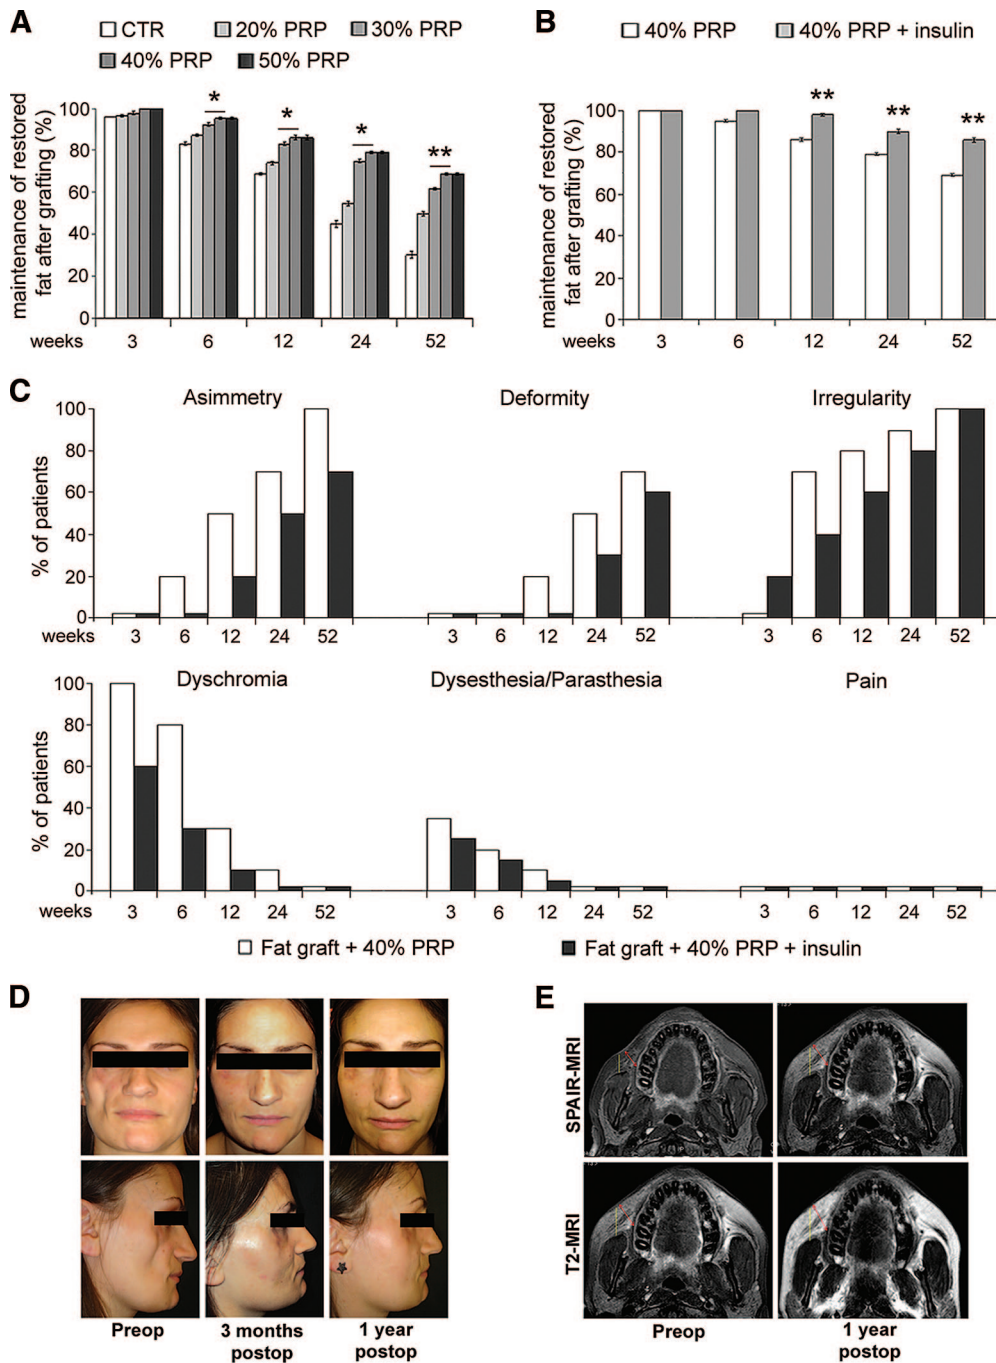 A
CTR
20% PRP
30% PRP
40% PRP
50% PRP
maintenance of restored
fat after grafting (%)
100
80
60
40
20
0
*
*
*
**
weeks
3
6
12
24
52
B
40% PRP
40% PRP + insulin
maintenance of restored
fat after grafting (%)
100
80
60
40
20
0
**
**
**
weeks
3
6
12
24
52
C
Asimmetry
Deformity
Irregularity
% of patients
100
80
60
40
20
0
weeks
3 6 12 24 52
3 6 12 24 52
3 6 12 24 52
Dyschromia
Dysesthesia/Parasthesia
Pain
% of patients
100
80
60
40
20
0
weeks
3 6 12 24 52
3 6 12 24 52
3 6 12 24 52
Fat graft + 40% PRP
Fat graft + 40% PRP + insulin
D
Preop
3 months
postop
1 year
postop
E
SPAIR-MRI
T2-MRI
Preop
1 year
postop